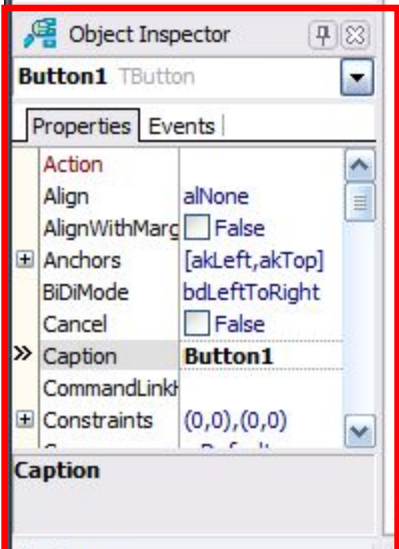 Object Inspector
Button1 TButton
Properties Events
Action
Align alNone
AlignWithMarg False
Anchors [akLeft,akTop]
BiDiMode bdLeftToRight
Cancel False
Caption Button1
CommandLinkH
Constraints (0,0),(0,0)
Caption